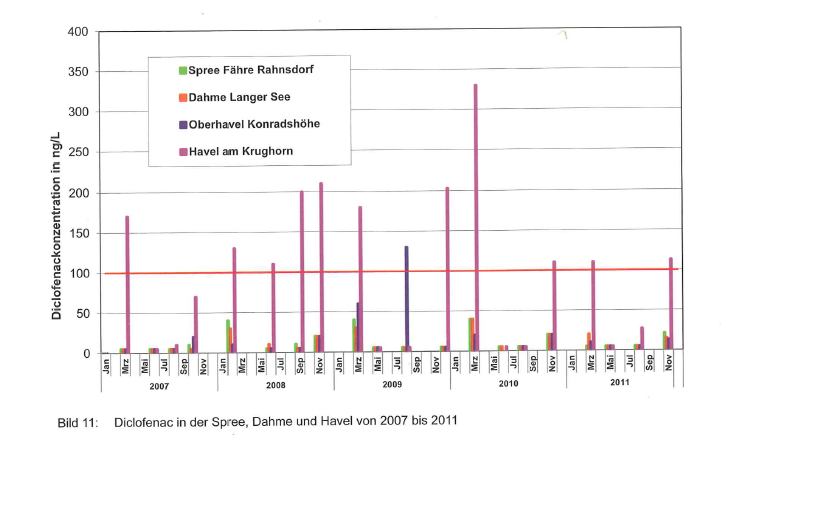 400
350
300
250
200
150
100
50
0
Diclofenackonzentration in ng/L
Spree Fähre Rahnsdorf
Dahme Langer See
Oberhavel Konradshöhe
Havel am Krughorn
Jan Mrz Mai Jul Sep Nov Jan Mrz Mai Jul Sep Nov Jan Mrz Mai Jul Sep Nov Jan Mrz Mai Jul Sep Nov Jan Mrz Mai Jul Sep Nov
2007 2008 2009 2010 2011
Bild 11: Diclofenac in der Spree, Dahme und Havel von 2007 bis 2011